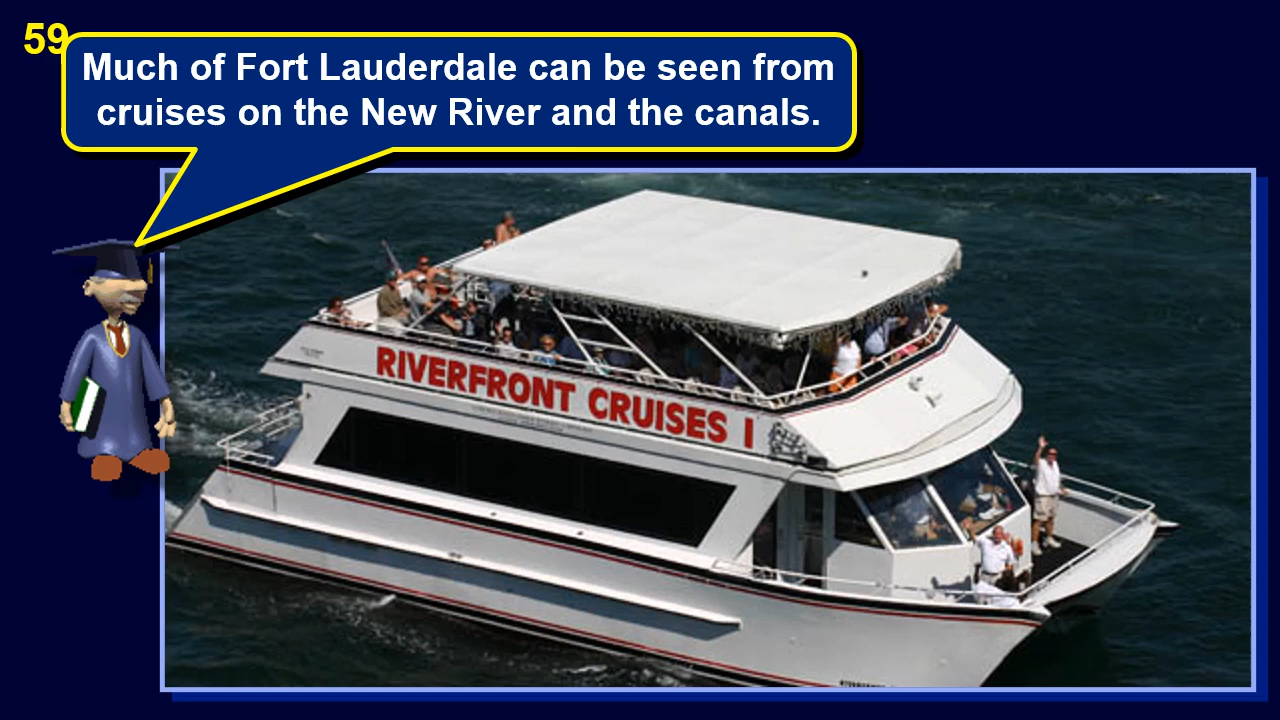 59
Much of Fort Lauderdale can be seen from
cruises on the New River and the canals.
RIVERFRONT CRUISES I